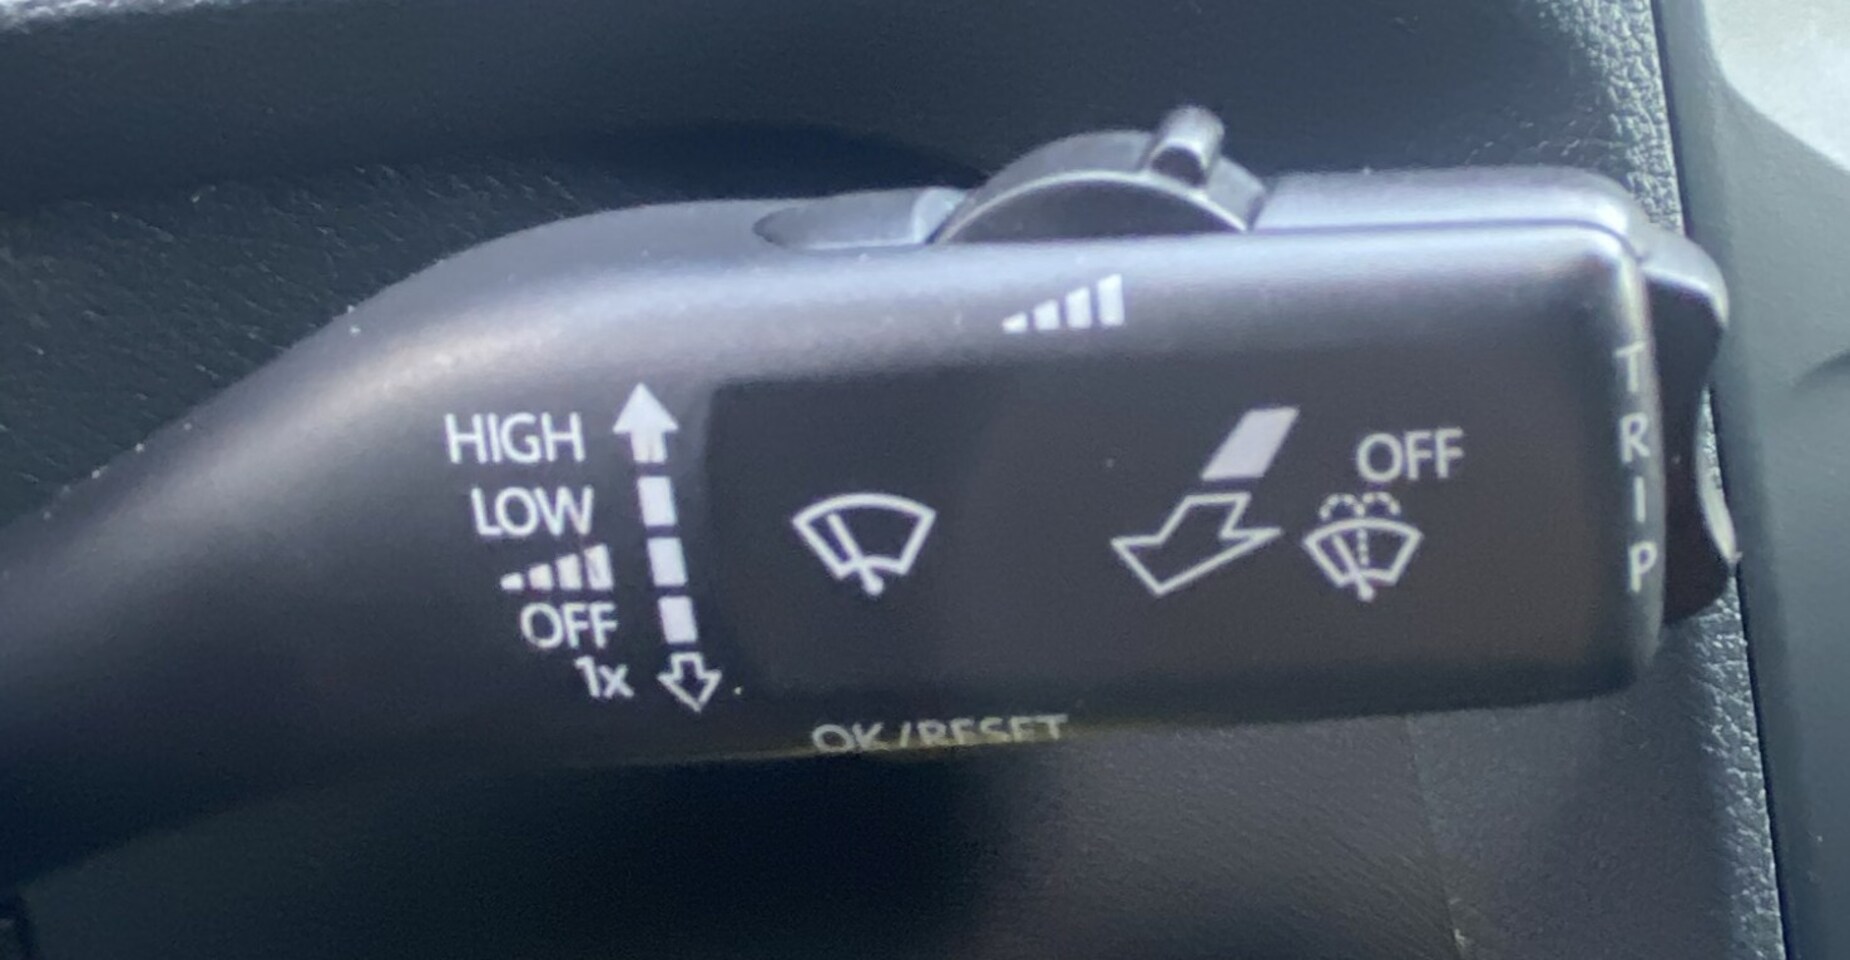 HIGH
LOW
OFF
1x
OFF
TRIP
OK/RESET